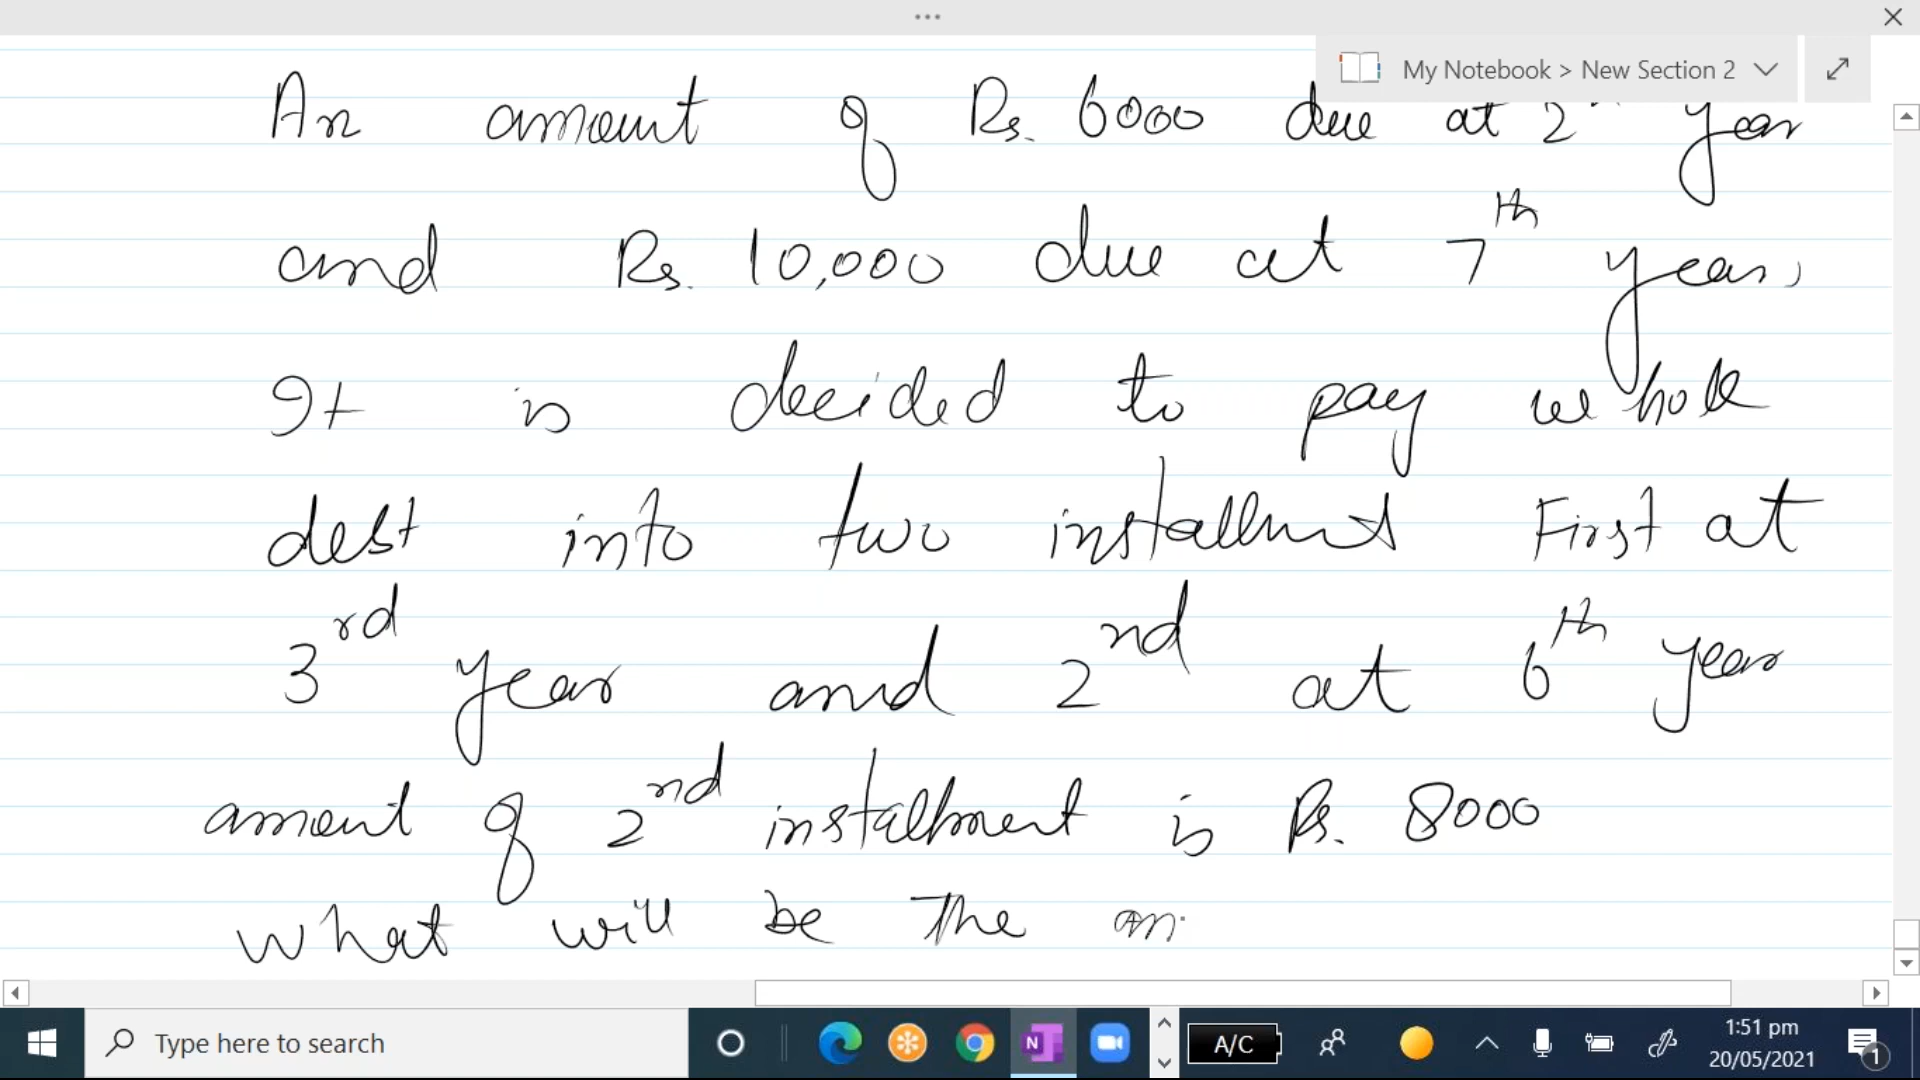 ...
My Notebook > New Section 2
An amount of Rs. 6000 due at 2 year
and Rs. 10,000 due at 7th year,
It is decided to pay whole
debt into two installment First at
3rd year and 2nd at 6th year
amount of 2nd installment is Rs. 8000
what will be the am
Type here to search
A/C
1:51 pm
20/05/2021
1